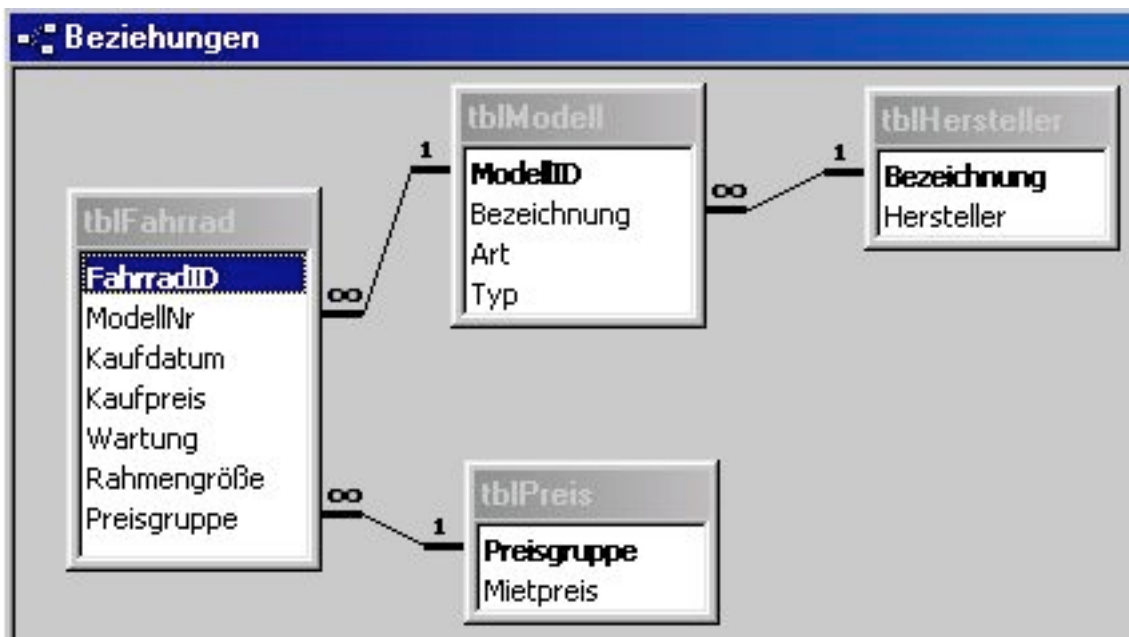 Beziehungen
tblFahrrad
FahrradID
ModellNr
Kaufdatum
Kaufpreis
Wartung
Rahmengröße
Preisgruppe
∞
1
∞
1
tblModell
ModellID
Bezeichnung
Art
Typ
∞
1
tblHersteller
Bezeichnung
Hersteller
tblPreis
Preisgruppe
Mietpreis